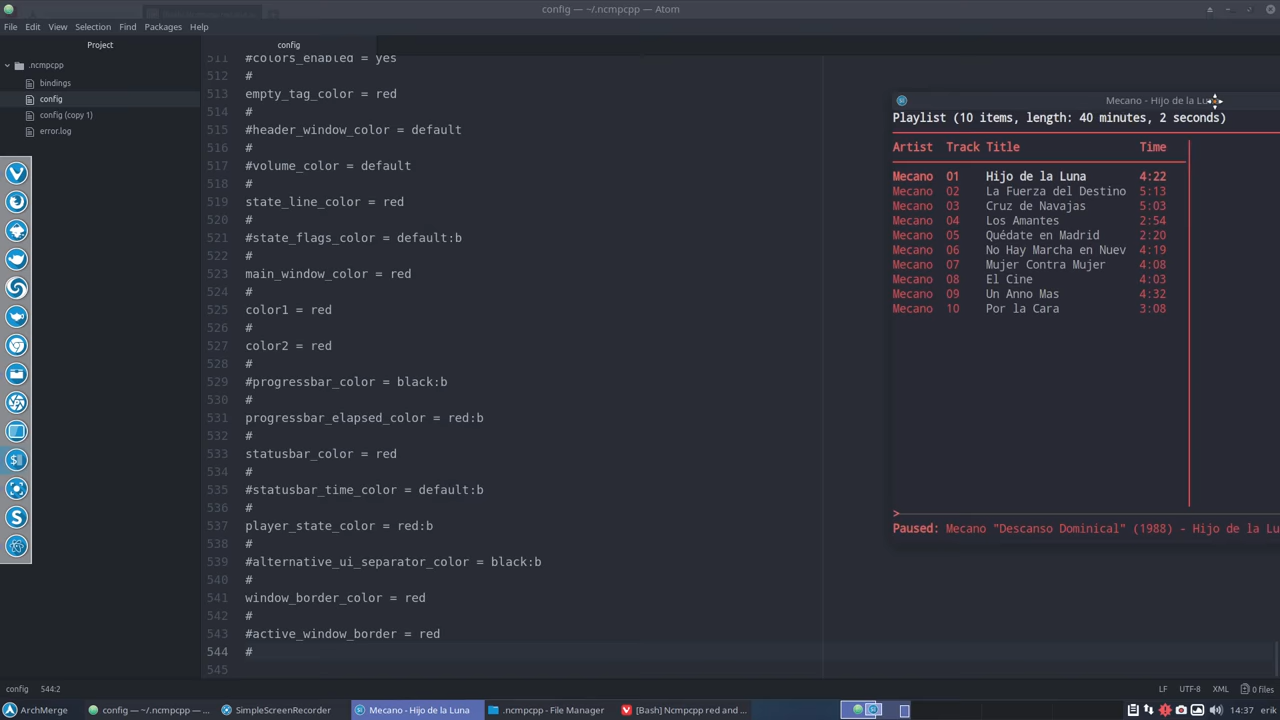 config — ~/.ncmpcpp — Atom
File Edit View Selection Find Packages Help
Project
.ncmpcpp
bindings
config
config (copy 1)
error.log
config
511 #colors_enabled = yes
512 #
513 empty_tag_color = red
514 #
515 #header_window_color = default
516 #
517 #volume_color = default
518 #
519 state_line_color = red
520 #
521 #state_flags_color = default:b
522 #
523 main_window_color = red
524 #
525 color1 = red
526 #
527 color2 = red
528 #
529 #progressbar_color = black:b
530 #
531 progressbar_elapsed_color = red:b
532 #
533 statusbar_color = red
534 #
535 #statusbar_time_color = default:b
536 #
537 player_state_color = red:b
538 #
539 #alternative_ui_separator_color = black:b
540 #
541 window_border_color = red
542 #
543 #active_window_border = red
544 #
545
Mecano - Hijo de la Lu
Playlist (10 items, length: 40 minutes, 2 seconds)
Artist Track Title Time
Mecano 01 Hijo de la Luna 4:22
Mecano 02 La Fuerza del Destino 5:13
Mecano 03 Cruz de Navajas 5:03
Mecano 04 Los Amantes 2:54
Mecano 05 Quédate en Madrid 2:20
Mecano 06 No Hay Marcha en Nuev 4:19
Mecano 07 Mujer Contra Mujer 4:08
Mecano 08 El Cine 4:03
Mecano 09 Un Anno Mas 4:32
Mecano 10 Por la Cara 3:08
>
Paused: Mecano "Descanso Dominical" (1988) - Hijo de la Lu
config 544:2 LF UTF-8 XML 0 files
ArchMerge config — ~/.ncmpcpp — ... SimpleScreenRecorder Mecano - Hijo de la Luna .ncmpcpp - File Manager [Bash] Ncmpcpp red and ... 14:37 erik